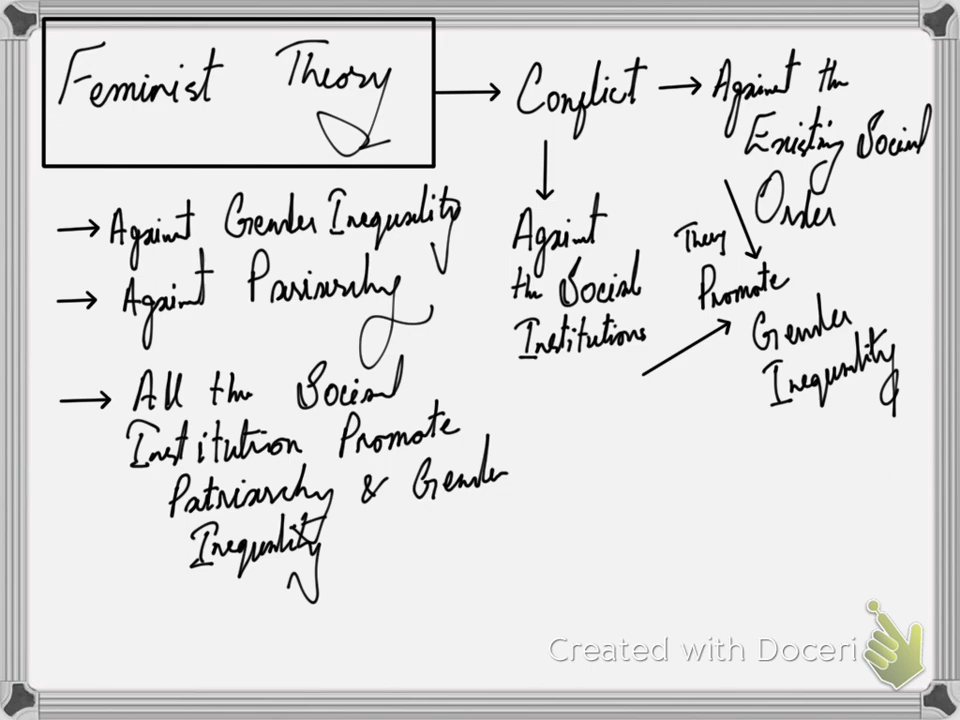 Feminist Theory
→ Conflict → Against the
Existing Social
Order
→ Against Gender Inequality
→ Against Pariarchy
→ All the Social
Institution Promote
Patriarchy & Gender
Inequality
Against
the Social
Institutions
They
Promote
Gender
Inequality
Created with Doceri